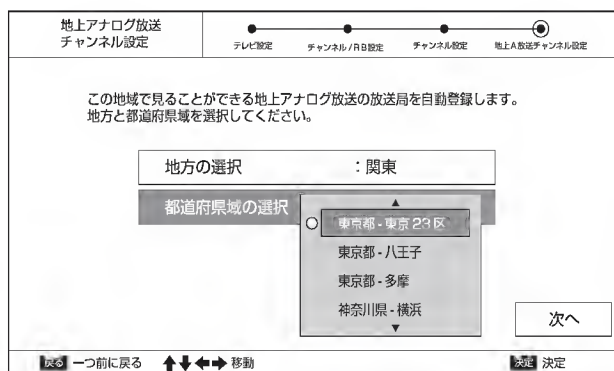 地上アナログ放送
チャンネル設定
テレビ設定 チャンネル/RB設定 チャンネル設定 地上A放送チャンネル設定
この地域で見ることができる地上アナログ放送の放送局を自動登録します。
地方と都道府県域を選択してください。
地方の選択 :関東
都道府県域の選択
東京都-東京23区
東京都-八王子
東京都-多摩
神奈川県-横浜
次へ
戻る 一つ前に戻る 移動 決定 決定